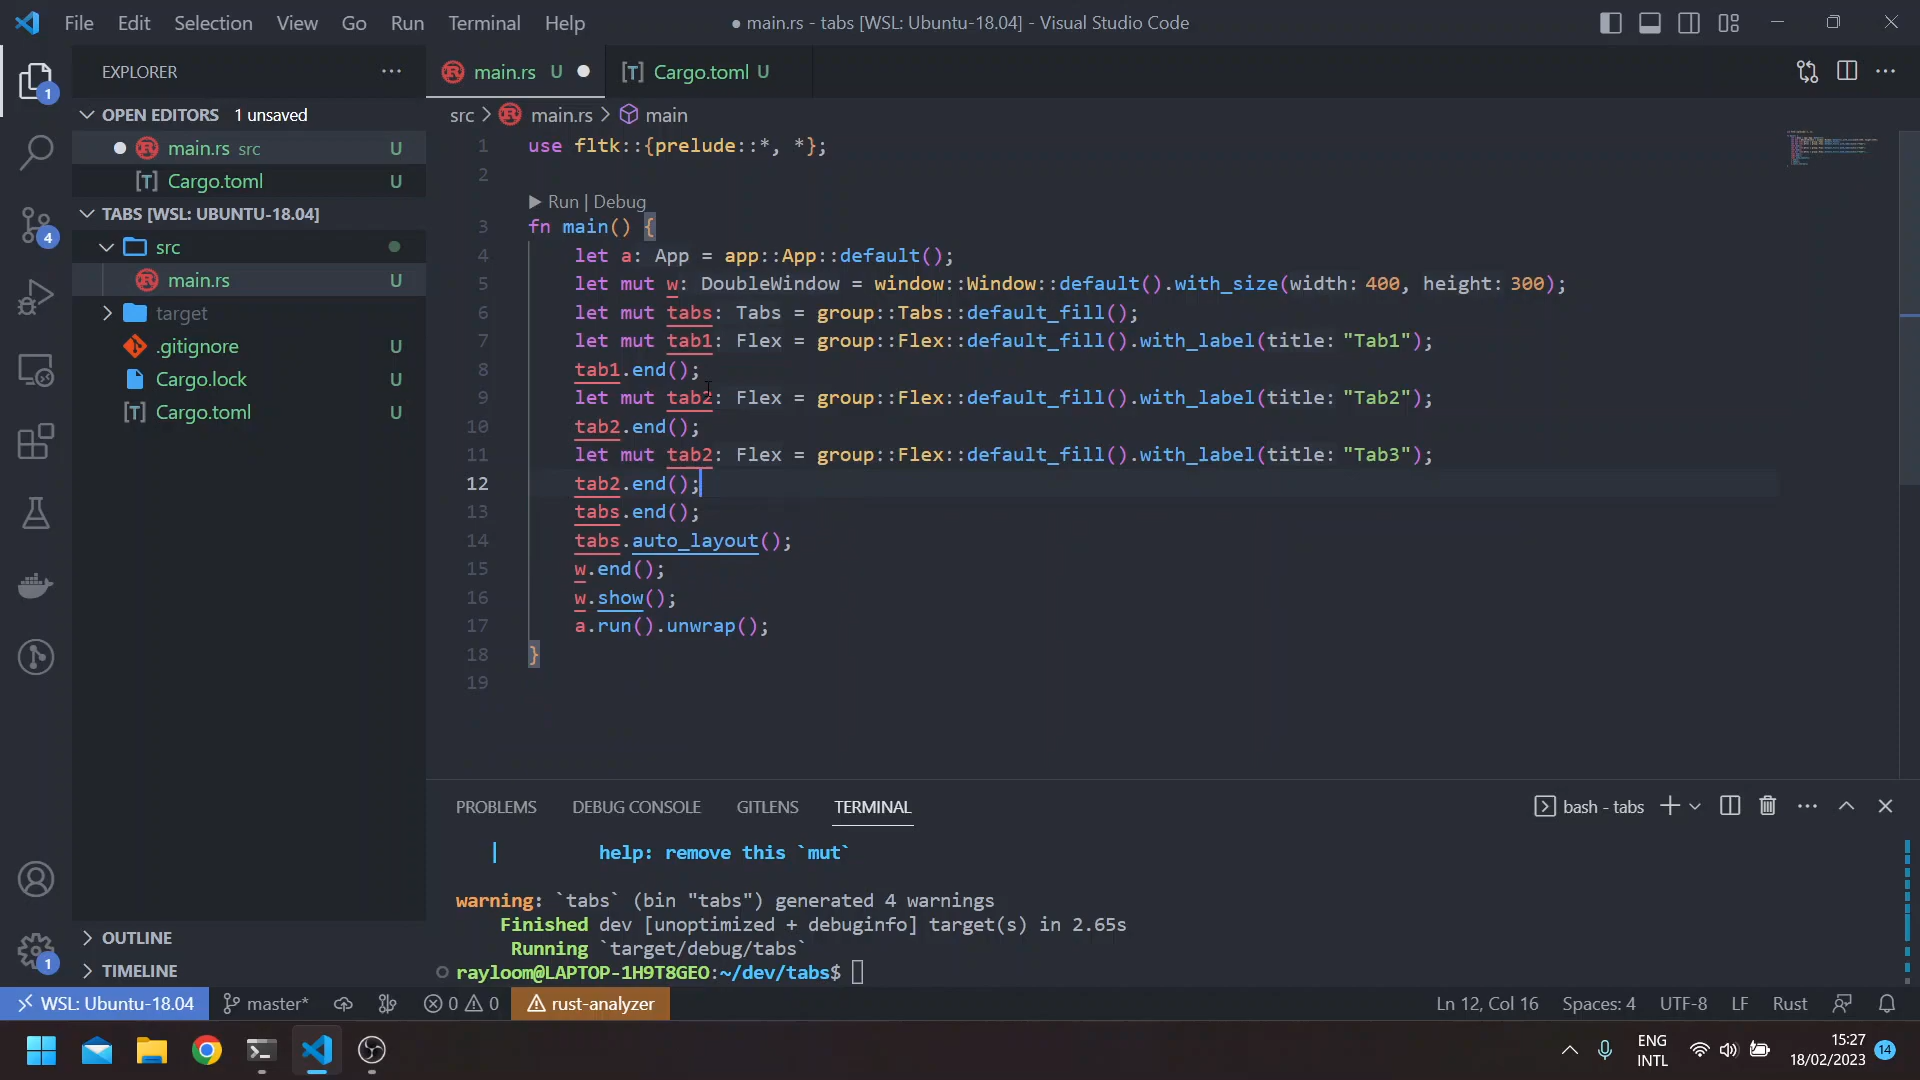 File Edit Selection View Go Run Terminal Help
● main.rs - tabs [WSL: Ubuntu-18.04] - Visual Studio Code
EXPLORER
1
OPEN EDITORS 1 unsaved
main.rs src U
Cargo.toml U
TABS [WSL: UBUNTU-18.04]
4
src
main.rs U
target
.gitignore U
Cargo.lock U
Cargo.toml U
OUTLINE
1
TIMELINE
main.rs U
Cargo.toml U
src > main.rs > main
1 use fltk::{prelude::*, *};
2
▶ Run | Debug
3 fn main() {
4 let a: App = app::App::default();
5 let mut w: DoubleWindow = window::Window::default().with_size(width: 400, height: 300);
6 let mut tabs: Tabs = group::Tabs::default_fill();
7 let mut tab1: Flex = group::Flex::default_fill().with_label(title: "Tab1");
8 tab1.end();
9 let mut tab2: Flex = group::Flex::default_fill().with_label(title: "Tab2");
10 tab2.end();
11 let mut tab2: Flex = group::Flex::default_fill().with_label(title: "Tab3");
12 tab2.end();
13 tabs.end();
14 tabs.auto_layout();
15 w.end();
16 w.show();
17 a.run().unwrap();
18 }
19
PROBLEMS DEBUG CONSOLE GITLENS TERMINAL
bash - tabs
| help: remove this `mut`
warning: `tabs` (bin "tabs") generated 4 warnings
Finished dev [unoptimized + debuginfo] target(s) in 2.65s
Running `target/debug/tabs`
rayloom@LAPTOP-1H9T8GEO:~/dev/tabs$
WSL: Ubuntu-18.04 master* 0 0 rust-analyzer
Ln 12, Col 16 Spaces: 4 UTF-8 LF Rust
ENG
INTL
15:27
18/02/2023
14